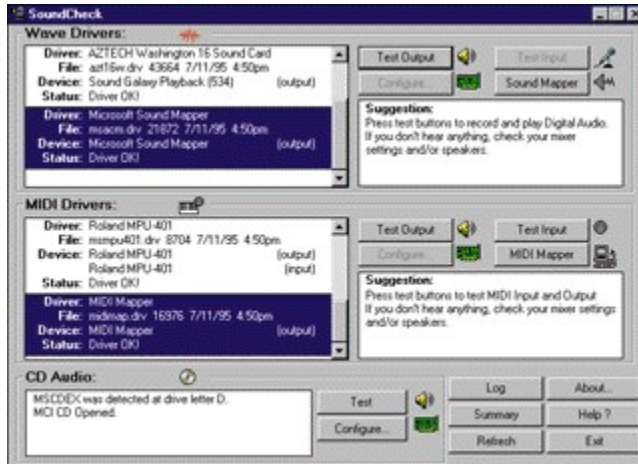 SoundCheck
Wave Drivers:
Driver: AZTECH Washington 16 Sound Card
File: azt16w.drv 43664 7/11/95 4:50pm
Device: Sound Galaxy Playback (534) (output)
Status: Driver OK!
Driver: Microsoft Sound Mapper
File: msacm.drv 21872 7/11/95 4:50pm
Device: Microsoft Sound Mapper (output)
Status: Driver OK!
Test Output
Test Input
Configure
Sound Mapper
Suggestion:
Press test buttons to record and play Digital Audio.
If you don't hear anything, check your mixer
settings and/or speakers.
MIDI Drivers:
Driver: Roland MPU-401
File: msmpu401.drv 8704 7/11/95 4:50pm
Device: Roland MPU-401 (output)
Roland MPU-401 (input)
Status: Driver OK!
Driver: MIDI Mapper
File: midimap.drv 16976 7/11/95 4:50pm
Device: MIDI Mapper (output)
Status: Driver OK!
Test Output
Test Input
Configure
MIDI Mapper
Suggestion:
Press test buttons to test MIDI Input and Output
If you don't hear anything, check your mixer settings
and/or speakers.
CD Audio:
MSCDEX was detected at drive letter D.
MCI CD Opened.
Test
Configure...
Log
About...
Summary
Help ?
Refresh
Exit